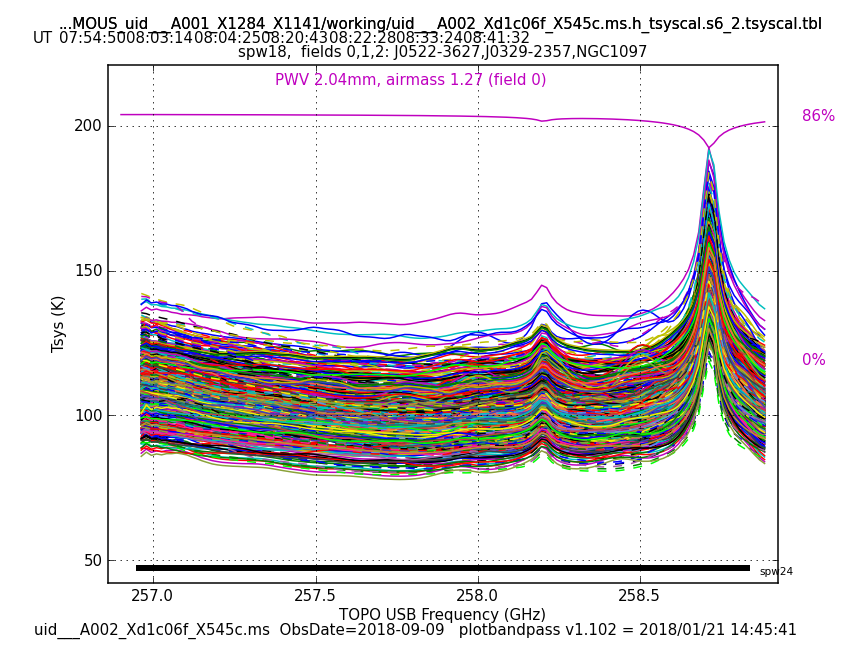 ...MOUS_uid___A001_X1284_X1141/working/uid___A002_Xd1c06f_X545c.ms.h_tsyscal.s6_2.tsyscal.tbl
UT 07:54:5008:03:1408:04:2508:20:4308:22:2808:33:2408:41:32
spw18, fields 0,1,2: J0522-3627,J0329-2357,NGC1097
PWV 2.04mm, airmass 1.27 (field 0)
86%
200
150
Tsys (K)
0%
100
50
spw24
257.0 257.5 258.0 258.5
TOPO USB Frequency (GHz)
uid___A002_Xd1c06f_X545c.ms ObsDate=2018-09-09 plotbandpass v1.102 = 2018/01/21 14:45:41